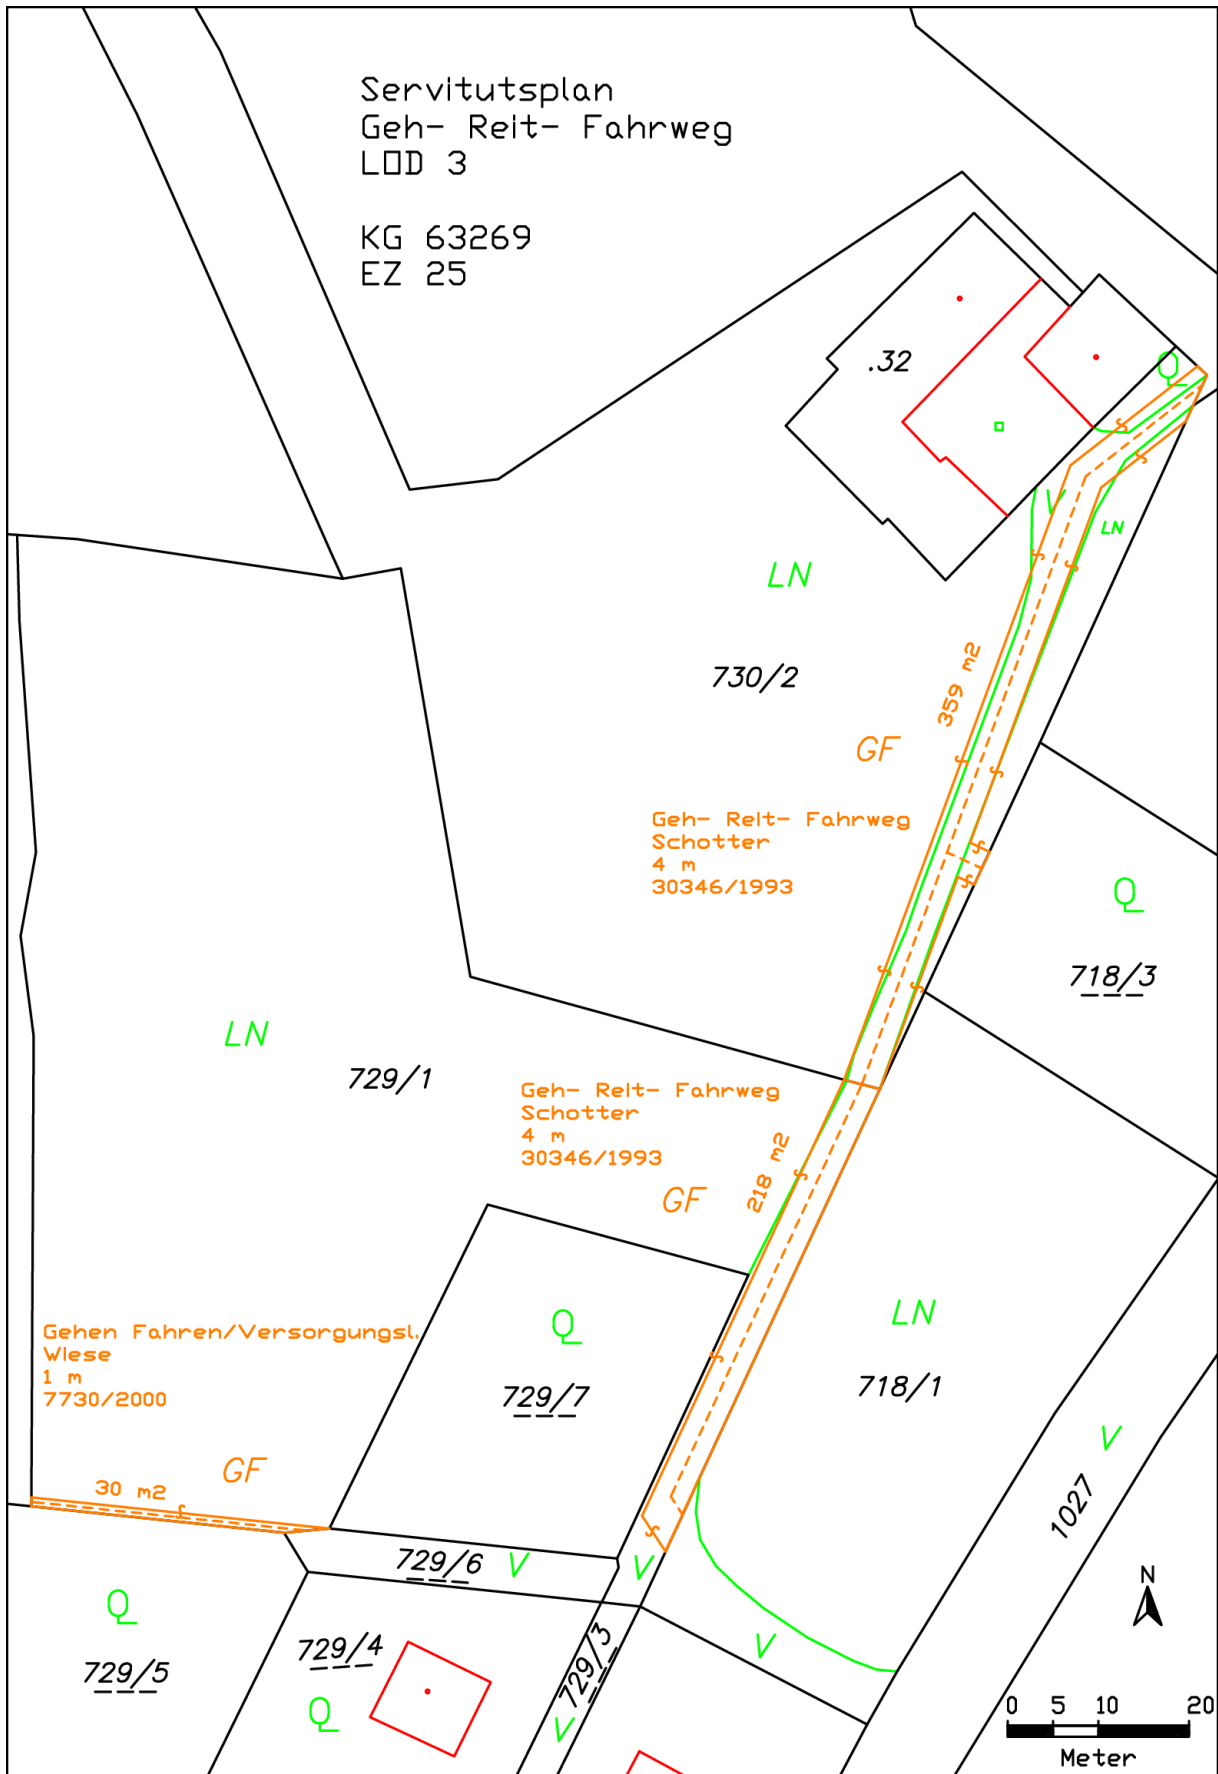 Servitutsplan
Geh- Reit- Fahrweg
LOD 3
KG 63269
EZ 25
.32
Q
V
LN
LN
730/2
359 m2
GF
Geh- Reit- Fahrweg
Schotter
4 m
30346/1993
Q
718/3
LN
729/1
Geh- Reit- Fahrweg
Schotter
4 m
30346/1993
GF
218 m2
Q
729/7
LN
718/1
Gehen Fahren/Versorgungsl.
Wiese
1 m
7730/2000
GF
30 m2
V
1027
729/6
V
V
N
Q
729/5
729/4
Q
729/3
V
V
0 5 10 20
Meter